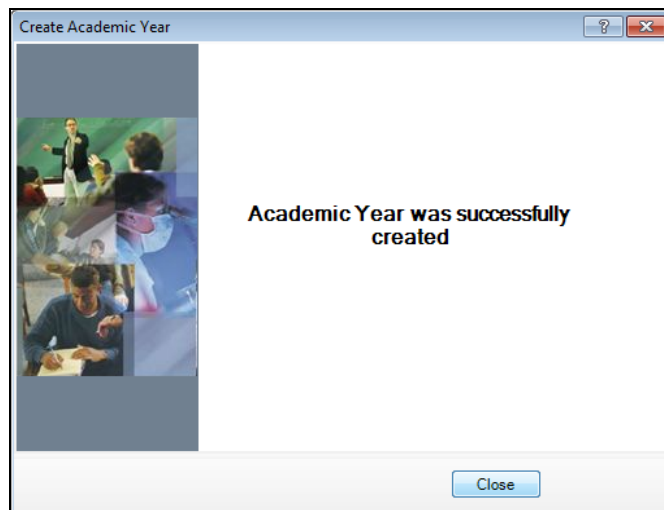 Create Academic Year
?
Academic Year was successfully
created
Close